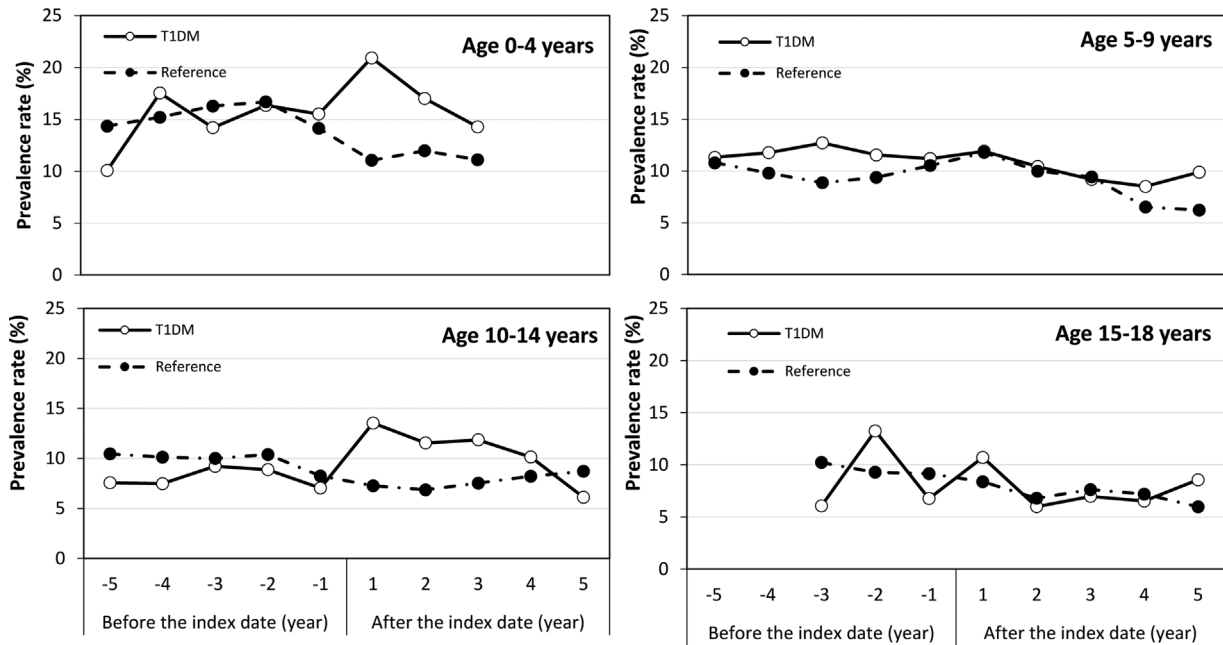 Prevalence rate (%)
25
20
15
10
5
0
T1DM
Reference
Age 0-4 years
Prevalence rate (%)
25
20
15
10
5
0
T1DM
Reference
Age 5-9 years
Prevalence rate (%)
25
20
15
10
5
0
T1DM
Reference
Age 10-14 years
-5 -4 -3 -2 -1 1 2 3 4 5
Before the index date (year) After the index date (year)
Prevalence rate (%)
25
20
15
10
5
0
T1DM
Reference
Age 15-18 years
-5 -4 -3 -2 -1 1 2 3 4 5
Before the index date (year) After the index date (year)